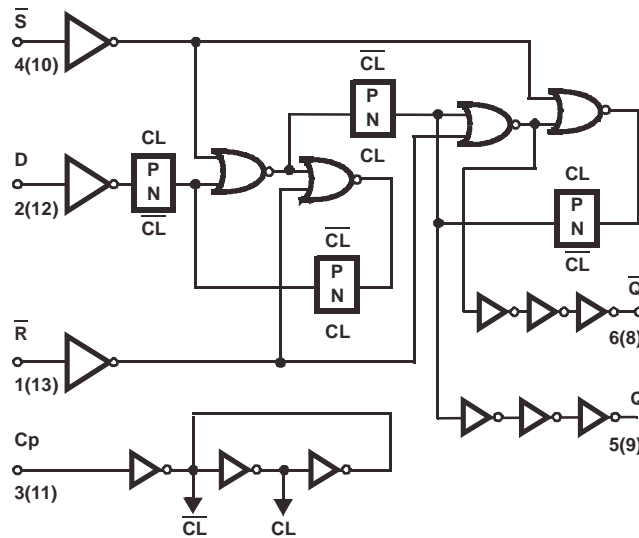 S
4(10)
CL
P
N
CL
D
P
N
2(12)
CL
CL
P
N
CL
P
N
CL
CL
R
1(13)
Q
6(8)
Q
5(9)
Cp
3(11)
CL
CL